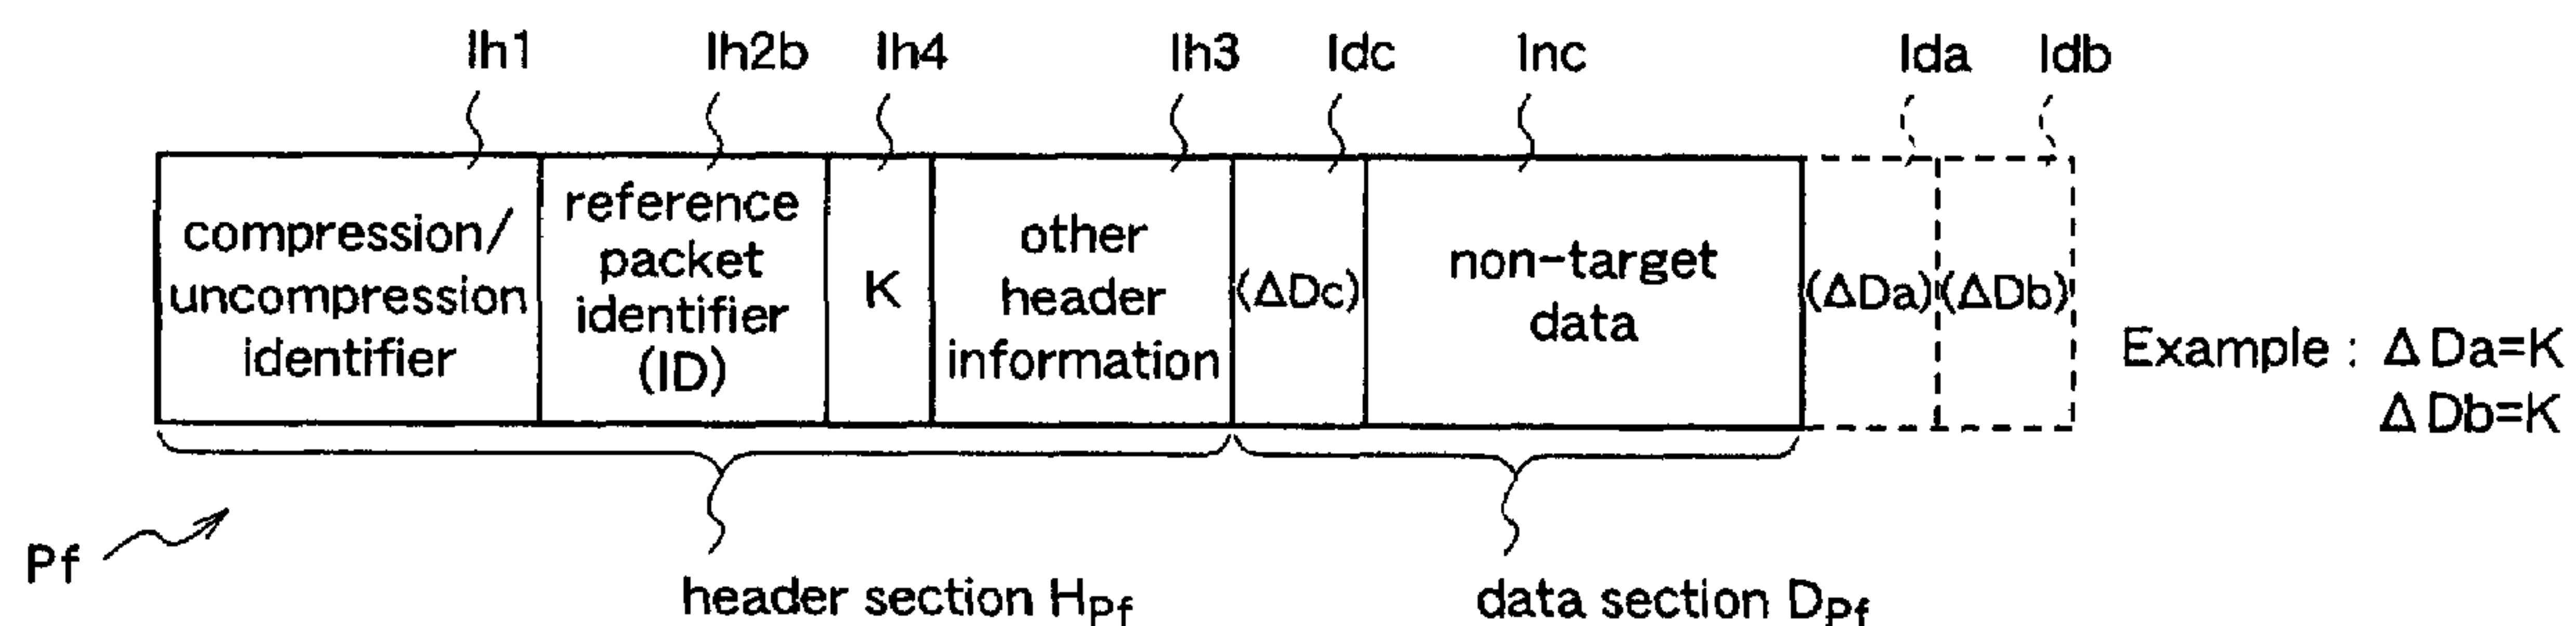 Ih1 Ih2b Ih4 Ih3 Idc Inc Ida Idb
compression/
uncompression
identifier
reference
packet
identifier
(ID)
K
other
header
information
(ΔDc)
non-target
data
(ΔDa)
(ΔDb)
Example : ΔDa=K
ΔDb=K
Pf
header section HPf
data section DPf